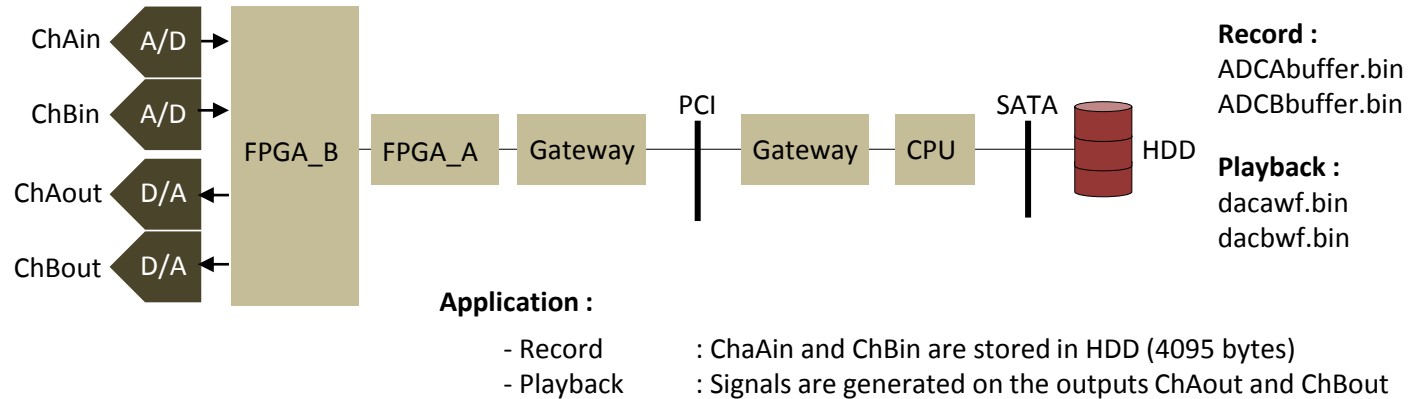 ChAin
A/D
ChBin
A/D
ChAout
D/A
ChBout
D/A
FPGA_B
FPGA_A
Gateway
PCI
Gateway
CPU
SATA
HDD
Record :
ADCAbuffer.bin
ADCBbuffer.bin
Playback :
dacawf.bin
dacbwf.bin
Application :
- Record : ChaAin and ChBin are stored in HDD (4095 bytes)
- Playback : Signals are generated on the outputs ChAout and ChBout